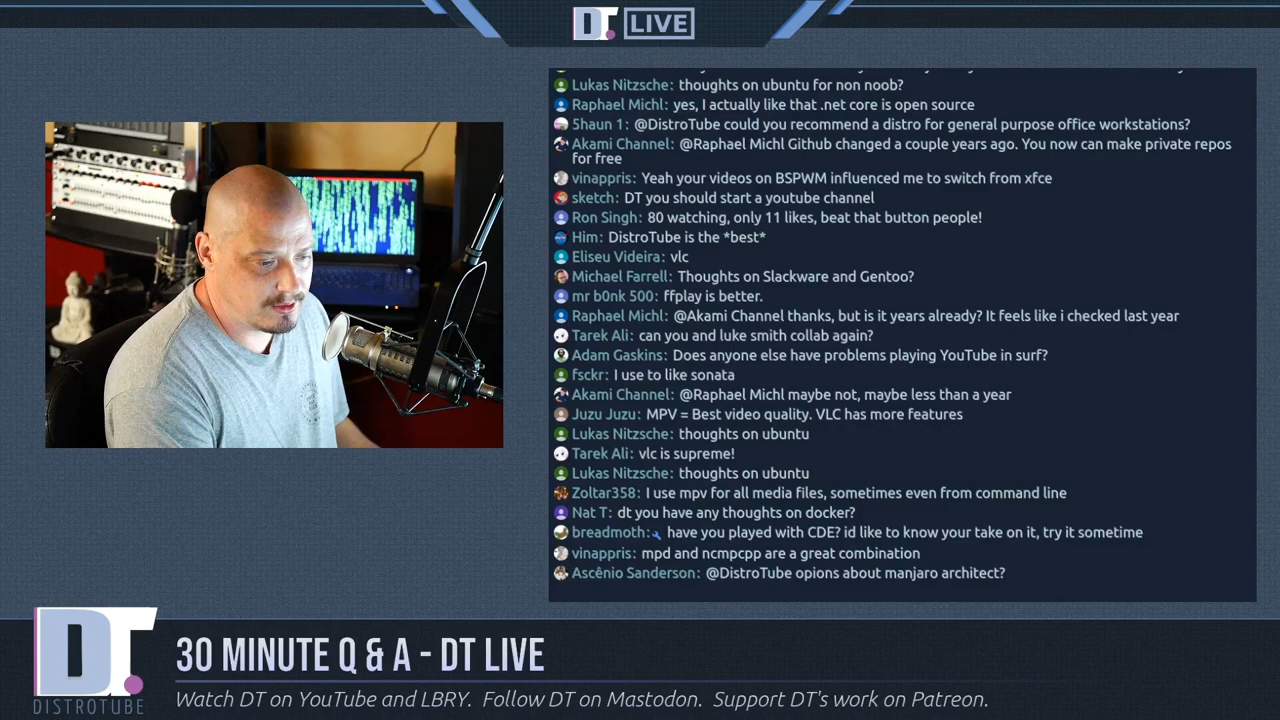 DT. LIVE
Lukas Nitzsche: thoughts on ubuntu for non noob?
Raphael Michl: yes, I actually like that .net core is open source
5haun 1: @DistroTube could you recommend a distro for general purpose office workstations?
Akami Channel: @Raphael Michl Github changed a couple years ago. You now can make private repos
for free
vinappris: Yeah your videos on BSPWM influenced me to switch from xfce
sketch: DT you should start a youtube channel
Ron Singh: 80 watching, only 11 likes, beat that button people!
Him: DistroTube is the *best*
Eliseu Videira: vlc
Michael Farrell: Thoughts on Slackware and Gentoo?
mr b0nk 500: ffplay is better.
Raphael Michl: @Akami Channel thanks, but is it years already? It feels like i checked last year
Tarek Ali: can you and luke smith collab again?
Adam Gaskins: Does anyone else have problems playing YouTube in surf?
fsckr: I use to like sonata
Akami Channel: @Raphael Michl maybe not, maybe less than a year
Juzu Juzu: MPV = Best video quality. VLC has more features
Lukas Nitzsche: thoughts on ubuntu
Tarek Ali: vlc is supreme!
Lukas Nitzsche: thoughts on ubuntu
Zoltar358: I use mpv for all media files, sometimes even from command line
Nat T: dt you have any thoughts on docker?
breadmoth: have you played with CDE? id like to know your take on it, try it sometime
vinappris: mpd and ncmpcpp are a great combination
Ascênio Sanderson: @DistroTube opions about manjaro architect?
DT.
DISTROTUBE
30 MINUTE Q & A - DT LIVE
Watch DT on YouTube and LBRY. Follow DT on Mastodon. Support DT's work on Patreon.